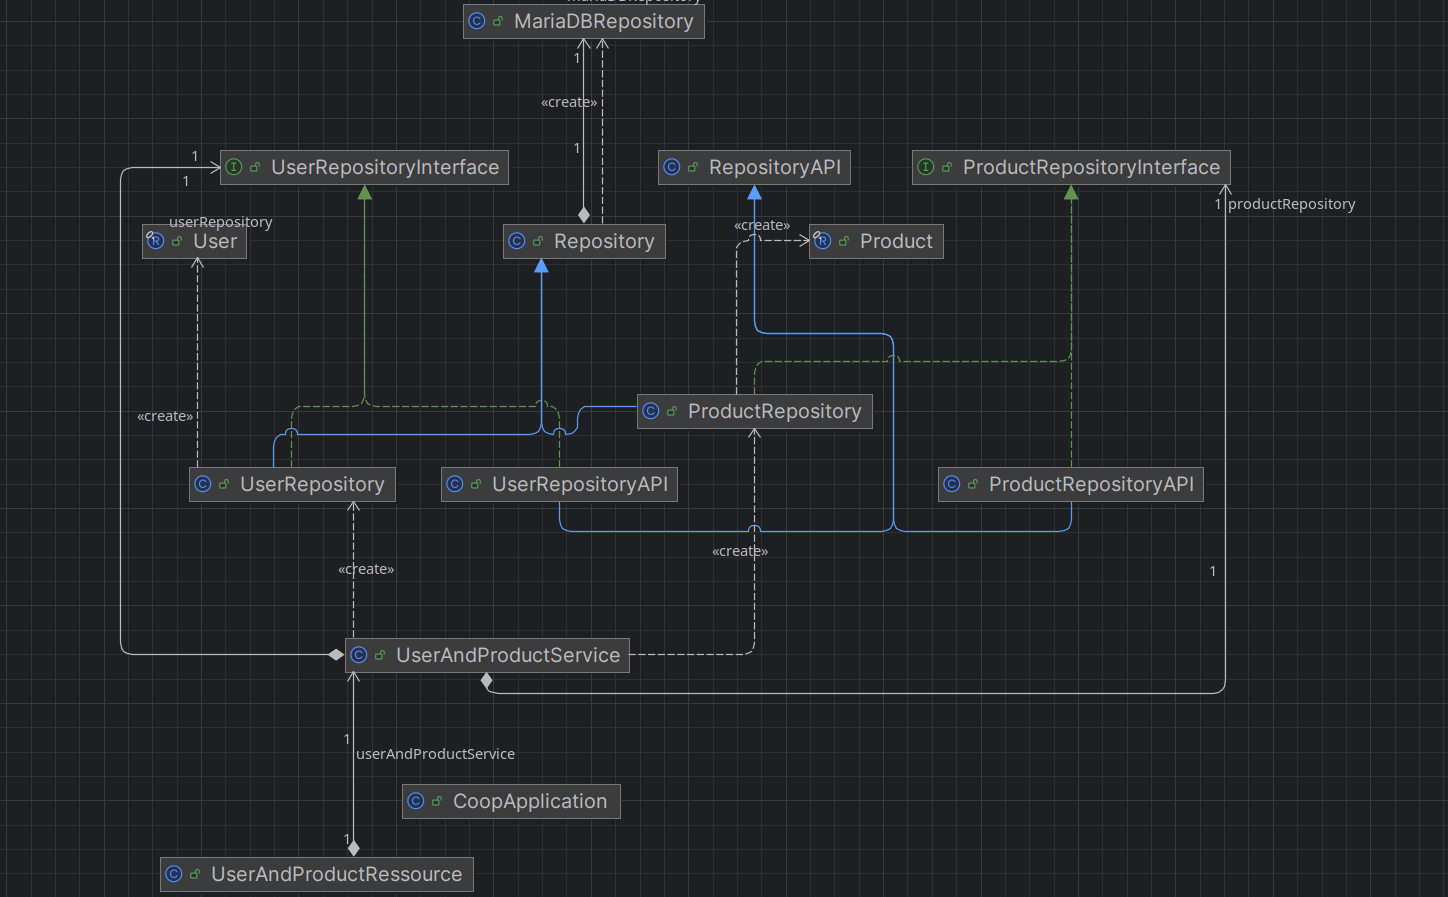 MariaDBRepository
1
«create»
1
1
UserRepositoryInterface
1
RepositoryAPI
ProductRepositoryInterface
1 productRepository
userRepository
User
Repository
«create»
Product
«create»
ProductRepository
UserRepository
UserRepositoryAPI
ProductRepositoryAPI
«create»
«create»
1
UserAndProductService
1
userAndProductService
CoopApplication
1
UserAndProductRessource